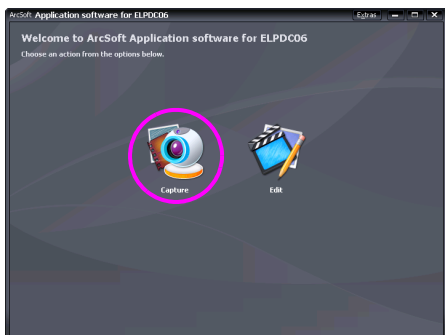 ArcSoft Application software for ELPDC06 Extras
Welcome to ArcSoft Application software for ELPDC06
Choose an action from the options below.
Capture Edit